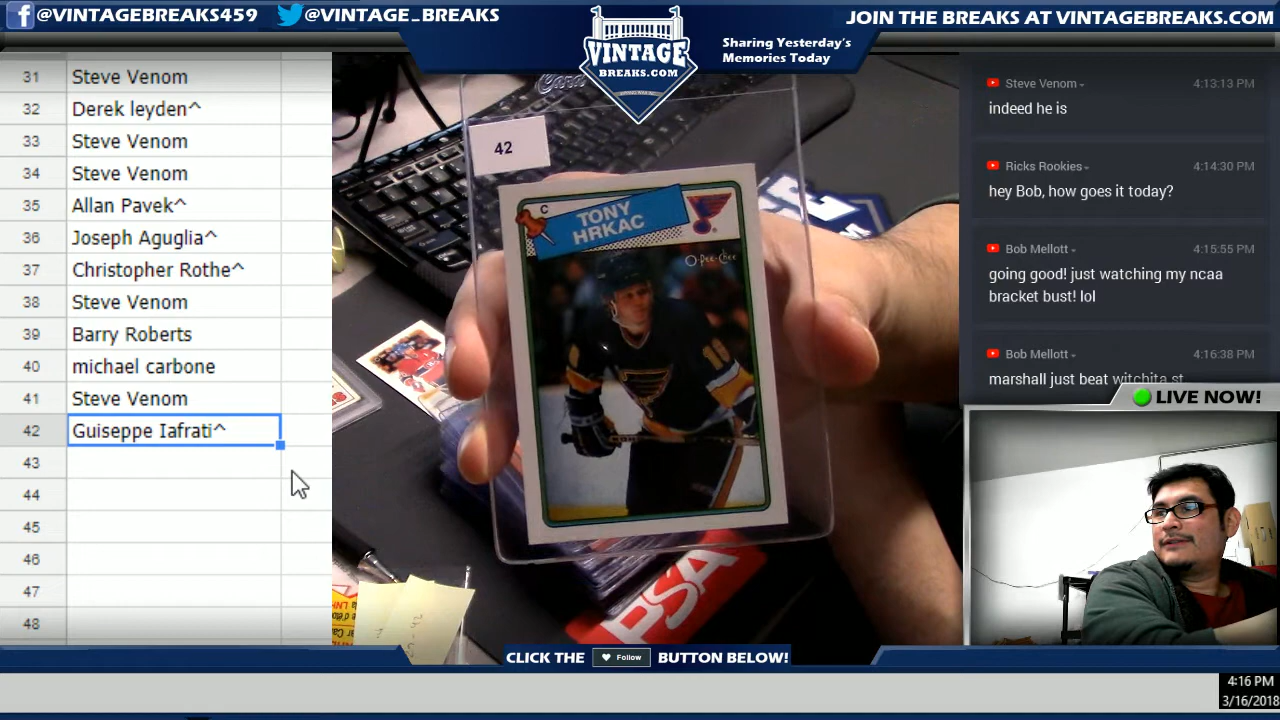 @VINTAGEBREAKS459
@VINTAGE_BREAKS
VINTAGE
BREAKS.COM
Sharing Yesterday's
Memories Today
JOIN THE BREAKS AT VINTAGEBREAKS.COM
31 Steve Venom
32 Derek leyden^
33 Steve Venom
34 Steve Venom
35 Allan Pavek^
36 Joseph Aguglia^
37 Christopher Rothe^
38 Steve Venom
39 Barry Roberts
40 michael carbone
41 Steve Venom
42 Guiseppe Iafrati^
43
44
45
46
47
48
Card
42
C
TONY
HRKAC
O-Pee-Chee
PSA
Steve Venom 4:13:13 PM
indeed he is
Ricks Rookies 4:14:30 PM
hey Bob, how goes it today?
Bob Mellott 4:15:55 PM
going good! just watching my ncaa
bracket bust! lol
Bob Mellott 4:16:38 PM
marshall just beat witchita st
LIVE NOW!
CLICK THE Follow BUTTON BELOW!
4:16 PM
3/16/2018